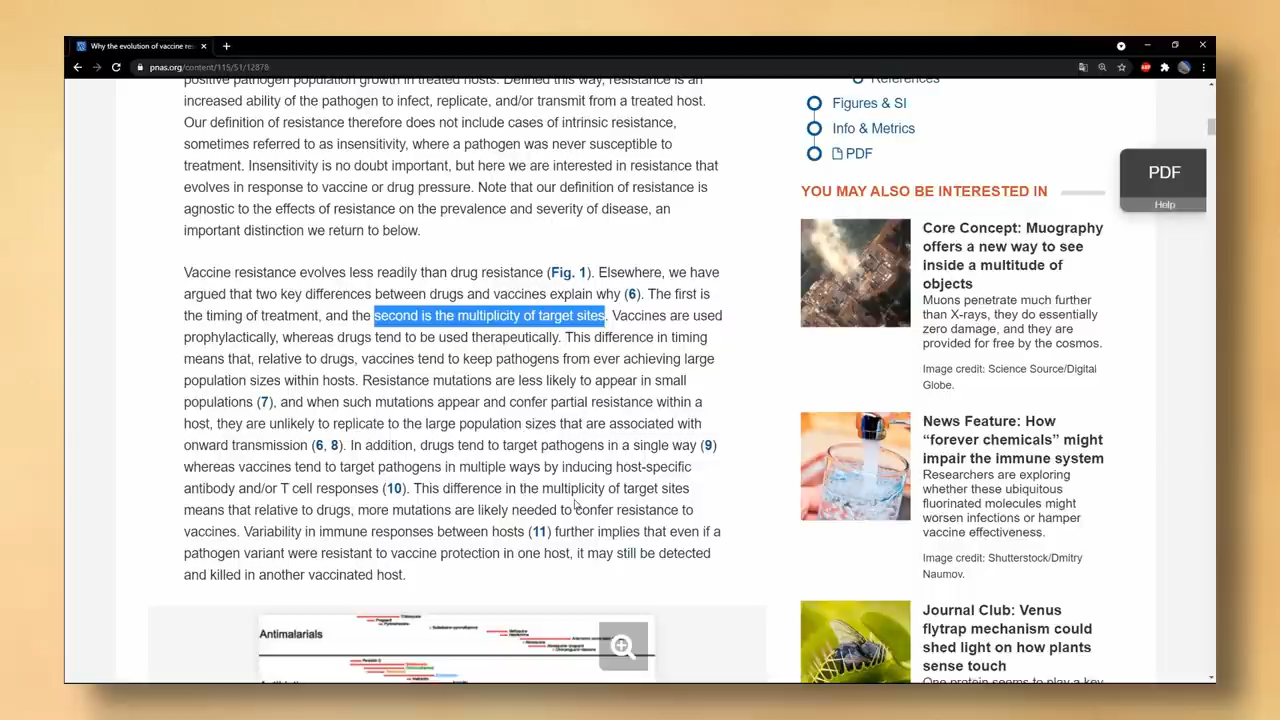 Why the evolution of vaccine res
pnas.org/content/115/51/12878
positive pathogen population growth in treated hosts. Defined this way, resistance is an
increased ability of the pathogen to infect, replicate, and/or transmit from a treated host.
Our definition of resistance therefore does not include cases of intrinsic resistance,
sometimes referred to as insensitivity, where a pathogen was never susceptible to
treatment. Insensitivity is no doubt important, but here we are interested in resistance that
evolves in response to vaccine or drug pressure. Note that our definition of resistance is
agnostic to the effects of resistance on the prevalence and severity of disease, an
important distinction we return to below.
Vaccine resistance evolves less readily than drug resistance (Fig. 1). Elsewhere, we have
argued that two key differences between drugs and vaccines explain why (6). The first is
the timing of treatment, and the second is the multiplicity of target sites. Vaccines are used
prophylactically, whereas drugs tend to be used therapeutically. This difference in timing
means that, relative to drugs, vaccines tend to keep pathogens from ever achieving large
population sizes within hosts. Resistance mutations are less likely to appear in small
populations (7), and when such mutations appear and confer partial resistance within a
host, they are unlikely to replicate to the large population sizes that are associated with
onward transmission (6, 8). In addition, drugs tend to target pathogens in a single way (9)
whereas vaccines tend to target pathogens in multiple ways by inducing host-specific
antibody and/or T cell responses (10). This difference in the multiplicity of target sites
means that relative to drugs, more mutations are likely needed to confer resistance to
vaccines. Variability in immune responses between hosts (11) further implies that even if a
pathogen variant were resistant to vaccine protection in one host, it may still be detected
and killed in another vaccinated host.
Antimalarials
References
Figures & SI
Info & Metrics
PDF
YOU MAY ALSO BE INTERESTED IN
Core Concept: Muography
offers a new way to see
inside a multitude of
objects
Muons penetrate much further
than X-rays, they do essentially
zero damage, and they are
provided for free by the cosmos.
Image credit: Science Source/Digital
Globe.
News Feature: How
“forever chemicals” might
impair the immune system
Researchers are exploring
whether these ubiquitous
fluorinated molecules might
worsen infections or hamper
vaccine effectiveness.
Image credit: Shutterstock/Dmitry
Naumov.
Journal Club: Venus
flytrap mechanism could
shed light on how plants
sense touch
One protein seems to play a key
PDF
Help